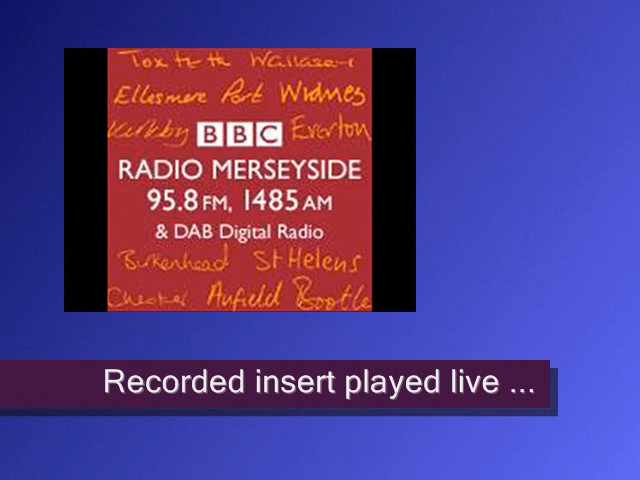 Toxteth Wallasey
Ellesmere Port Widnes
Kirkby BBC Everton
RADIO MERSEYSIDE
95.8 FM, 1485 AM
& DAB Digital Radio
Birkenhead St Helens
Anfield Bootle
Recorded insert played live ...